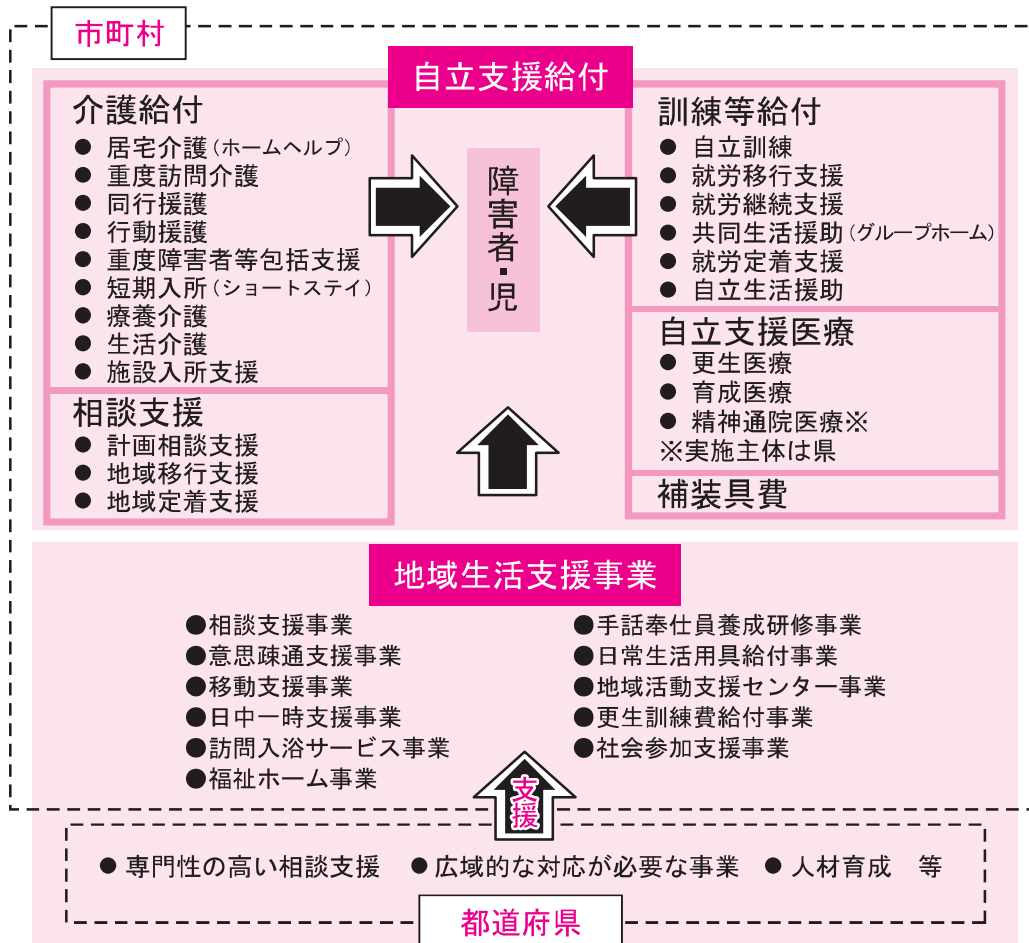 市町村
自立支援給付
介護給付
● 居宅介護(ホームヘルプ)
● 重度訪問介護
● 同行援護
● 行動援護
● 重度障害者等包括支援
● 短期入所(ショートステイ)
● 療養介護
● 生活介護
● 施設入所支援
相談支援
● 計画相談支援
● 地域移行支援
● 地域定着支援
障害者・児
訓練等給付
● 自立訓練
● 就労移行支援
● 就労継続支援
● 共同生活援助(グループホーム)
● 就労定着支援
● 自立生活援助
自立支援医療
● 更生医療
● 育成医療
● 精神通院医療※
※実施主体は県
補装具費
地域生活支援事業
●相談支援事業
●意思疎通支援事業
●移動支援事業
●日中一時支援事業
●訪問入浴サービス事業
●福祉ホーム事業
●手話奉仕員養成研修事業
●日常生活用具給付事業
●地域活動支援センター事業
●更生訓練費給付事業
●社会参加支援事業
支援
● 専門性の高い相談支援 ● 広域的な対応が必要な事業 ● 人材育成 等
都道府県